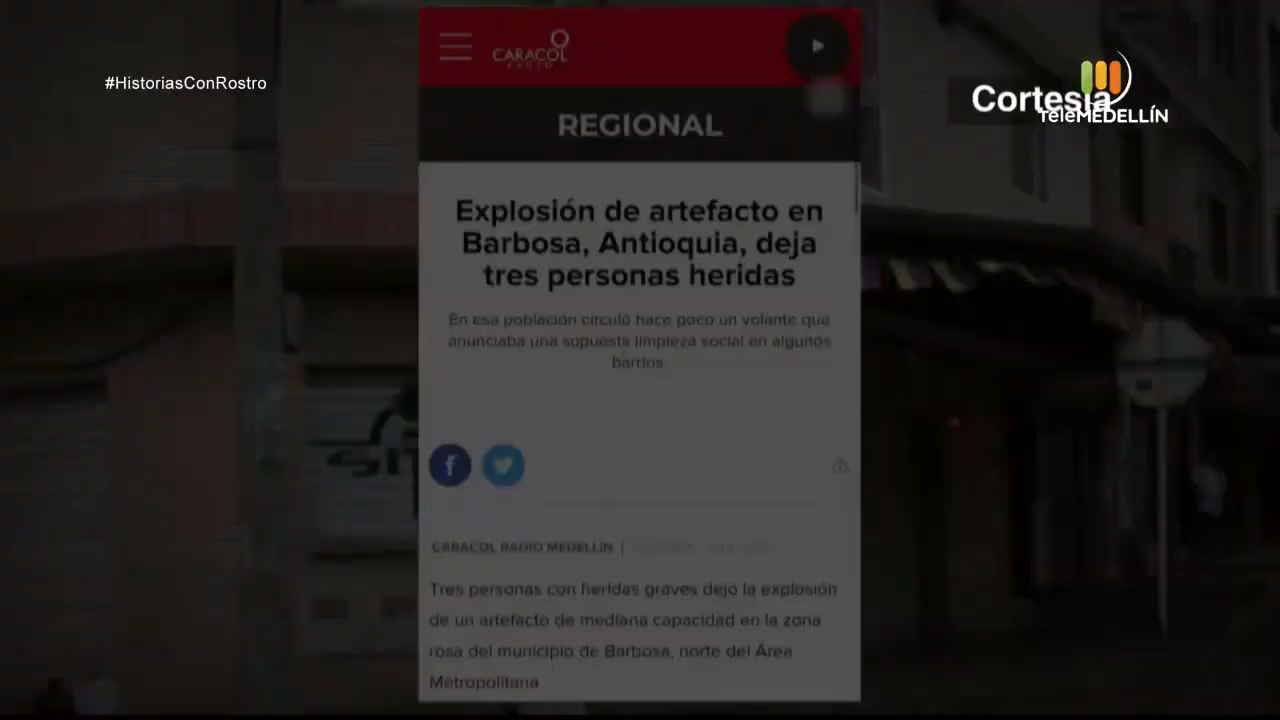 #HistoriasConRostro
Cortesía
TeleMEDELLÍN
CARACOL
RADIO
REGIONAL
Explosión de artefacto en
Barbosa, Antioquia, deja
tres personas heridas
En esa población circuló hace poco un volante que
anunciaba una supuesta limpieza social en algunos
barrios
CARACOL RADIO MEDELLÍN |
Tres personas con heridas graves dejó la explosión
de un artefacto de mediana capacidad en la zona
rosa del municipio de Barbosa, norte del Área
Metropolitana